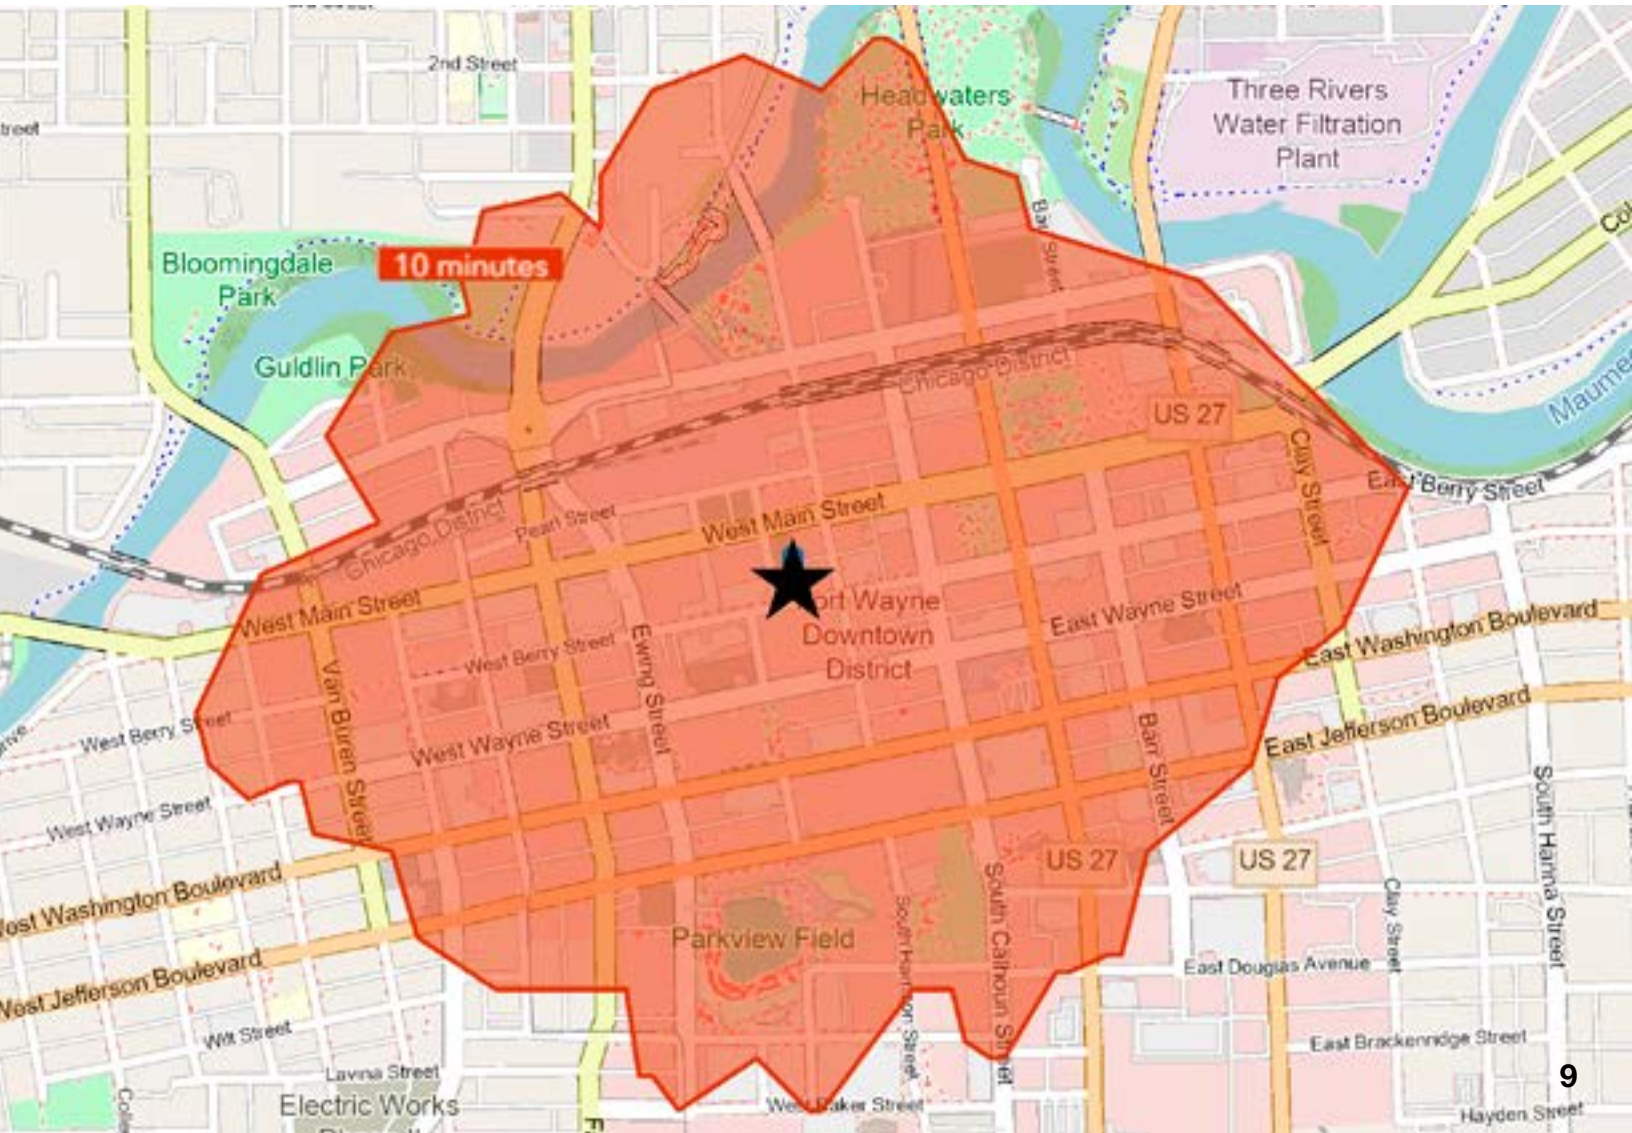 2nd Street
Headwaters
Park
Three Rivers
Water Filtration
Plant
Bloomingdale
Park
10 minutes
Guldlin Park
Chicago District
US 27
Clay Street
East Berry Street
Chicago District
Pearl Street
West Main Street
West Main Street
Downtown
District
East Wayne Street
East Washington Boulevard
West Berry Street
Ewing Street
Van Buren Street
West Berry Street
West Wayne Street
East Jefferson Boulevard
Barr Street
South Hanna Street
West Wayne Street
US 27
US 27
West Washington Boulevard
West Jefferson Boulevard
Parkview Field
South Calhoun Street
Clay Street
East Douglas Avenue
Wilt Street
East Brackenridge Street
Lavina Street
9
Electric Works
West Baker Street
Hayden Street